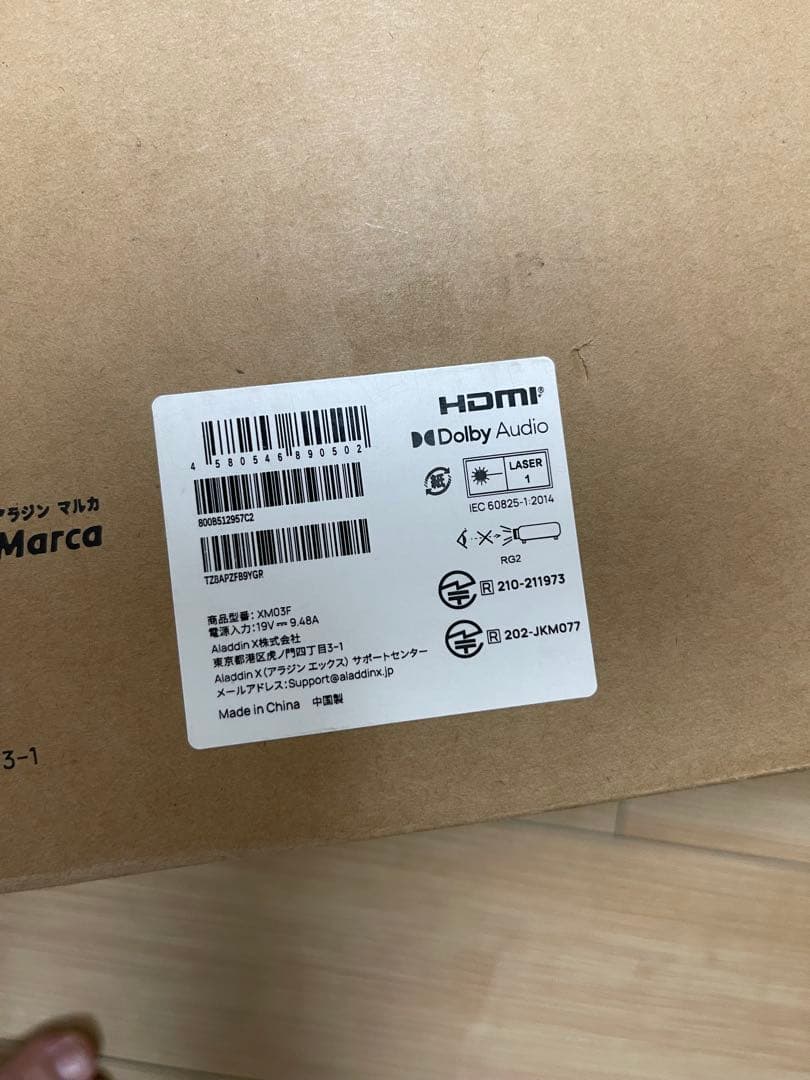 HDMI®
Dolby Audio
4 580546 890502
紙
LASER
1
IEC 60825-1:2014
800B512957C2
RG2
TZ8APZFB9YGR
R 210-211973
R 202-JKM077
商品型番: XM03F
電源入力:19V 9.48A
Aladdin X株式会社
東京都港区虎ノ門四丁目3-1
Aladdin X(アラジン エックス) サポートセンター
メールアドレス:Support@aladdinx.jp
Made in China 中国製
アラジン マルカ
Marca
3-1